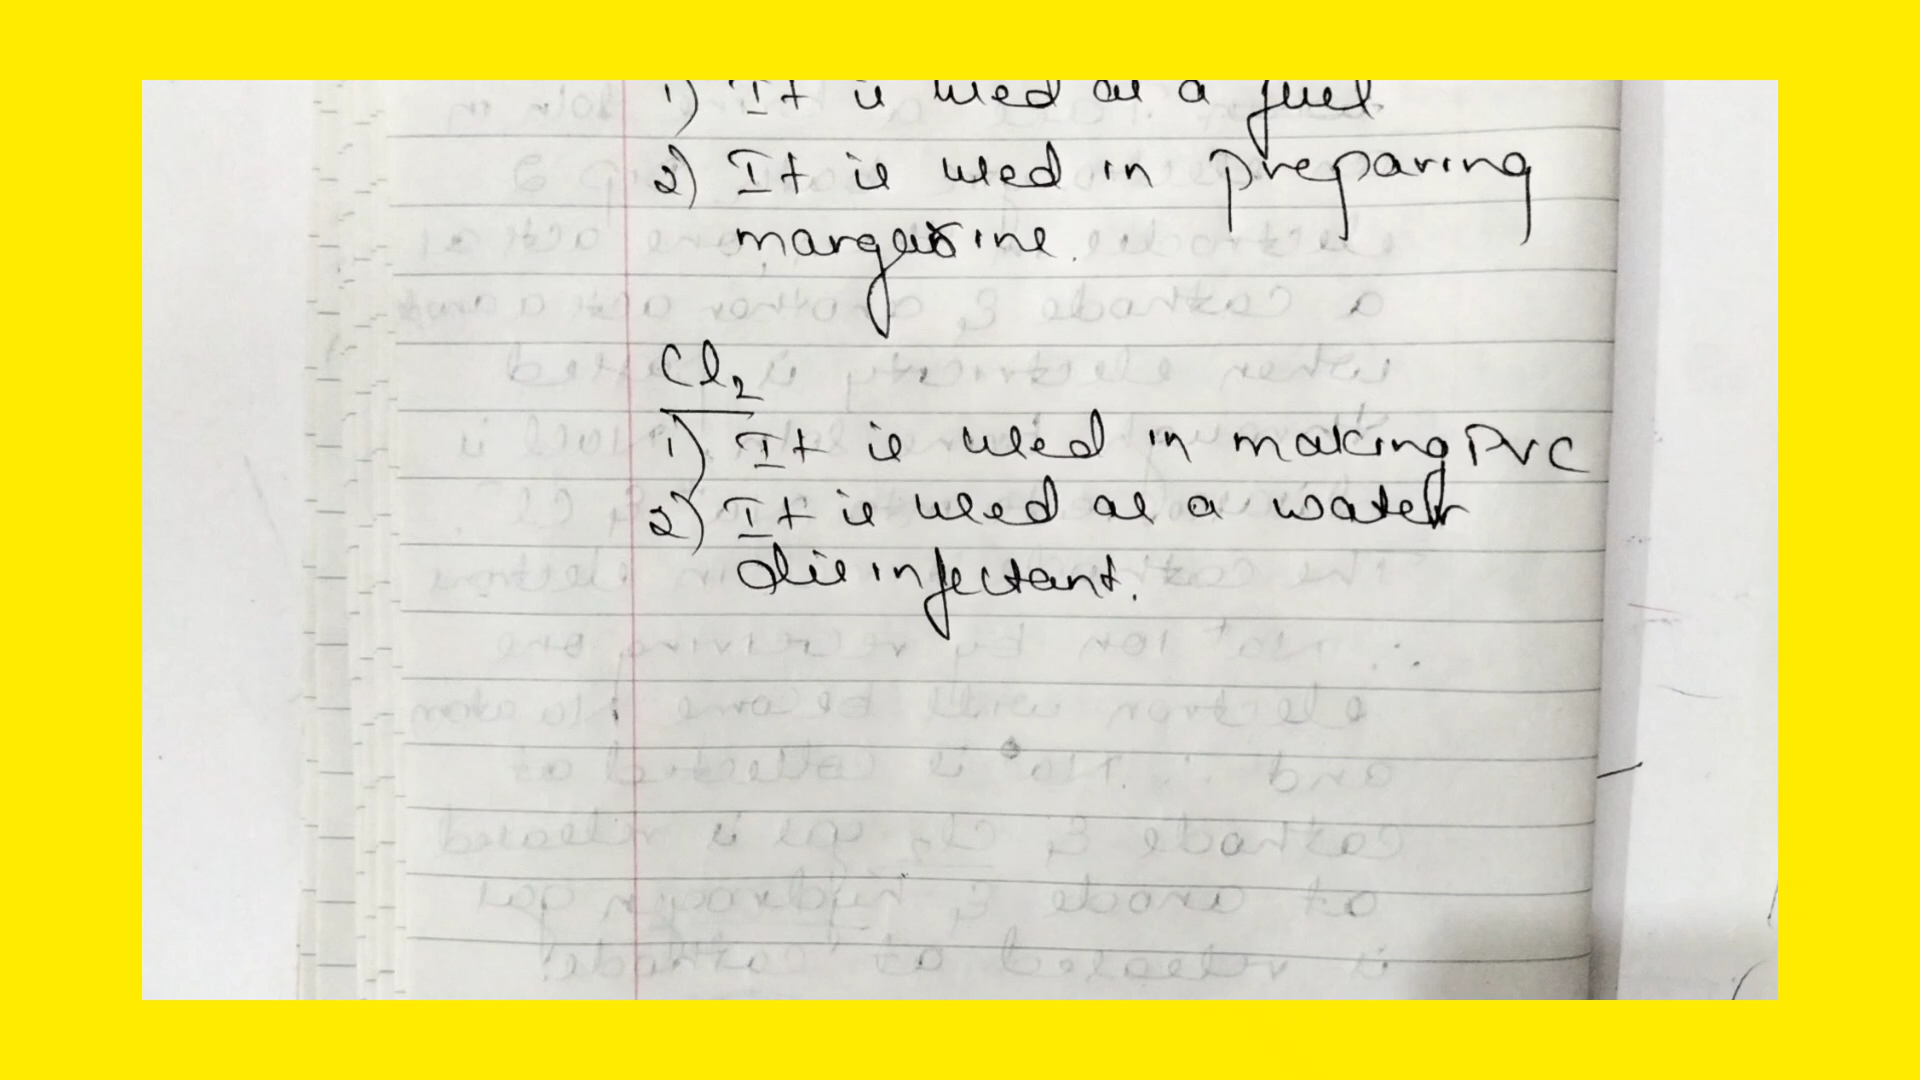 1) It is used as a fuel
2) It is used in preparing
margarine.
Cl₂
1) It is used in making PVC
2) It is used as a water
disinfectant.